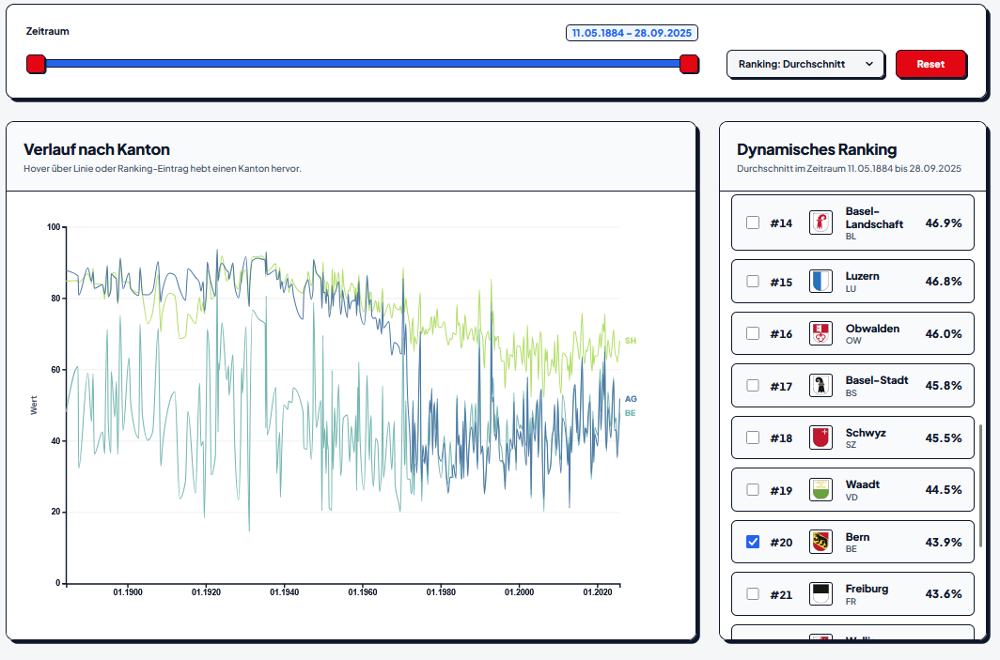 Zeitraum
11.05.1884 – 28.09.2025
Ranking: Durchschnitt
Reset
Verlauf nach Kanton
Hover über Linie oder Ranking-Eintrag hebt einen Kanton hervor.
Wert
100
80
60
40
20
0
01.1900
01.1920
01.1940
01.1960
01.1980
01.2000
01.2020
SH
AG
BE
Dynamisches Ranking
Durchschnitt im Zeitraum 11.05.1884 bis 28.09.2025
#14
Basel-
Landschaft
BL
46.9%
#15
Luzern
LU
46.8%
#16
Obwalden
OW
46.0%
#17
Basel-Stadt
BS
45.8%
#18
Schwyz
SZ
45.5%
#19
Waadt
VD
44.5%
#20
Bern
BE
43.9%
#21
Freiburg
FR
43.6%